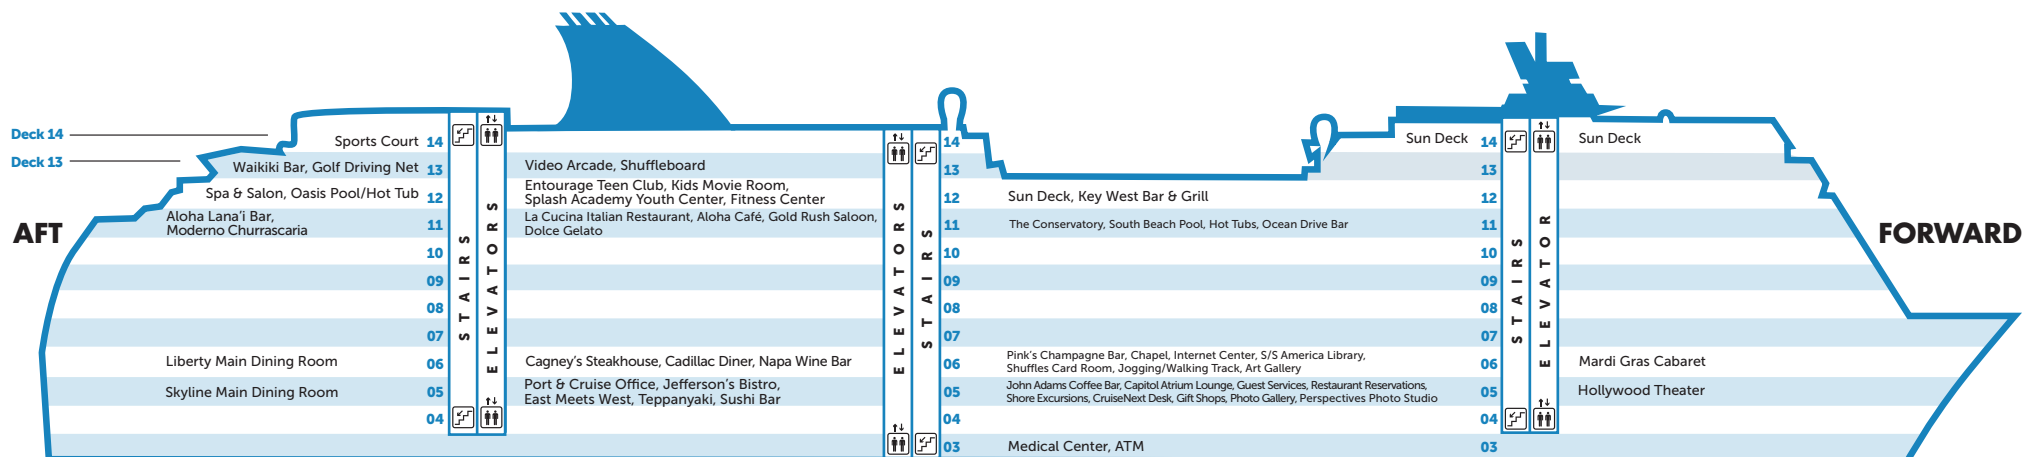 Deck 14
Deck 13
AFT
Sports Court 14
Waikiki Bar, Golf Driving Net 13
Spa & Salon, Oasis Pool/Hot Tub 12
Aloha Lana'i Bar,
Moderno Churrascaria
11
10
09
08
07
Liberty Main Dining Room 06
Skyline Main Dining Room 05
04
STAIRS
ELEVATORS
Video Arcade, Shuffleboard
Entourage Teen Club, Kids Movie Room,
Splash Academy Youth Center, Fitness Center
La Cucina Italian Restaurant, Aloha Café, Gold Rush Saloon,
Dolce Gelato
Cagney's Steakhouse, Cadillac Diner, Napa Wine Bar
Port & Cruise Office, Jefferson's Bistro,
East Meets West, Teppanyaki, Sushi Bar
ELEVATORS
STAIRS
14
13
12 Sun Deck, Key West Bar & Grill
11 The Conservatory, South Beach Pool, Hot Tubs, Ocean Drive Bar
10
09
08
07
06
Pink's Champagne Bar, Chapel, Internet Center, S/S America Library,
Shuffles Card Room, Jogging/Walking Track, Art Gallery
05
John Adams Coffee Bar, Capitol Atrium Lounge, Guest Services, Restaurant Reservations,
Shore Excursions, CruiseNext Desk, Gift Shops, Photo Gallery, Perspectives Photo Studio
04
03 Medical Center, ATM
Sun Deck 14
13
12
11
10
09
08
07
06
05
04
03
STAIRS
ELEVATOR
Sun Deck
Mardi Gras Cabaret
Hollywood Theater
FORWARD